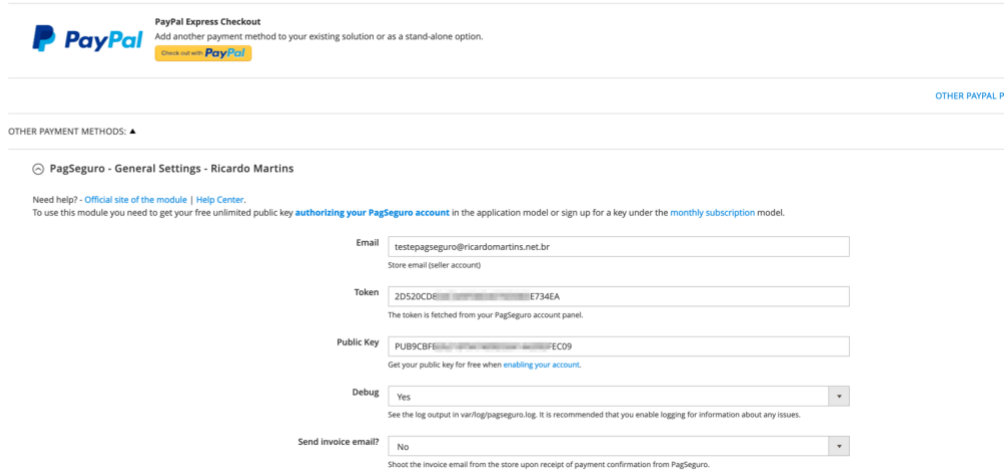 PayPal Express Checkout
PayPal
Add another payment method to your existing solution or as a stand-alone option.
Check out with PayPal
OTHER PAYPAL P
OTHER PAYMENT METHODS:
PagSeguro - General Settings - Ricardo Martins
Need help? - Official site of the module | Help Center.
To use this module you need to get your free unlimited public key authorizing your PagSeguro account in the application model or sign up for a key under the monthly subscription model.
Email
testepagseguro@ricardomartins.net.br
Store email (seller account)
Token
2D520CD E734EA
The token is fetched from your PagSeguro account panel.
Public Key
PUB9CBF EC09
Get your public key for free when enabling your account.
Debug
Yes
See the log output in var/log/pagseguro.log. It is recommended that you enable logging for information about any issues.
Send invoice email?
No
Shoot the invoice email from the store upon receipt of payment confirmation from PagSeguro.